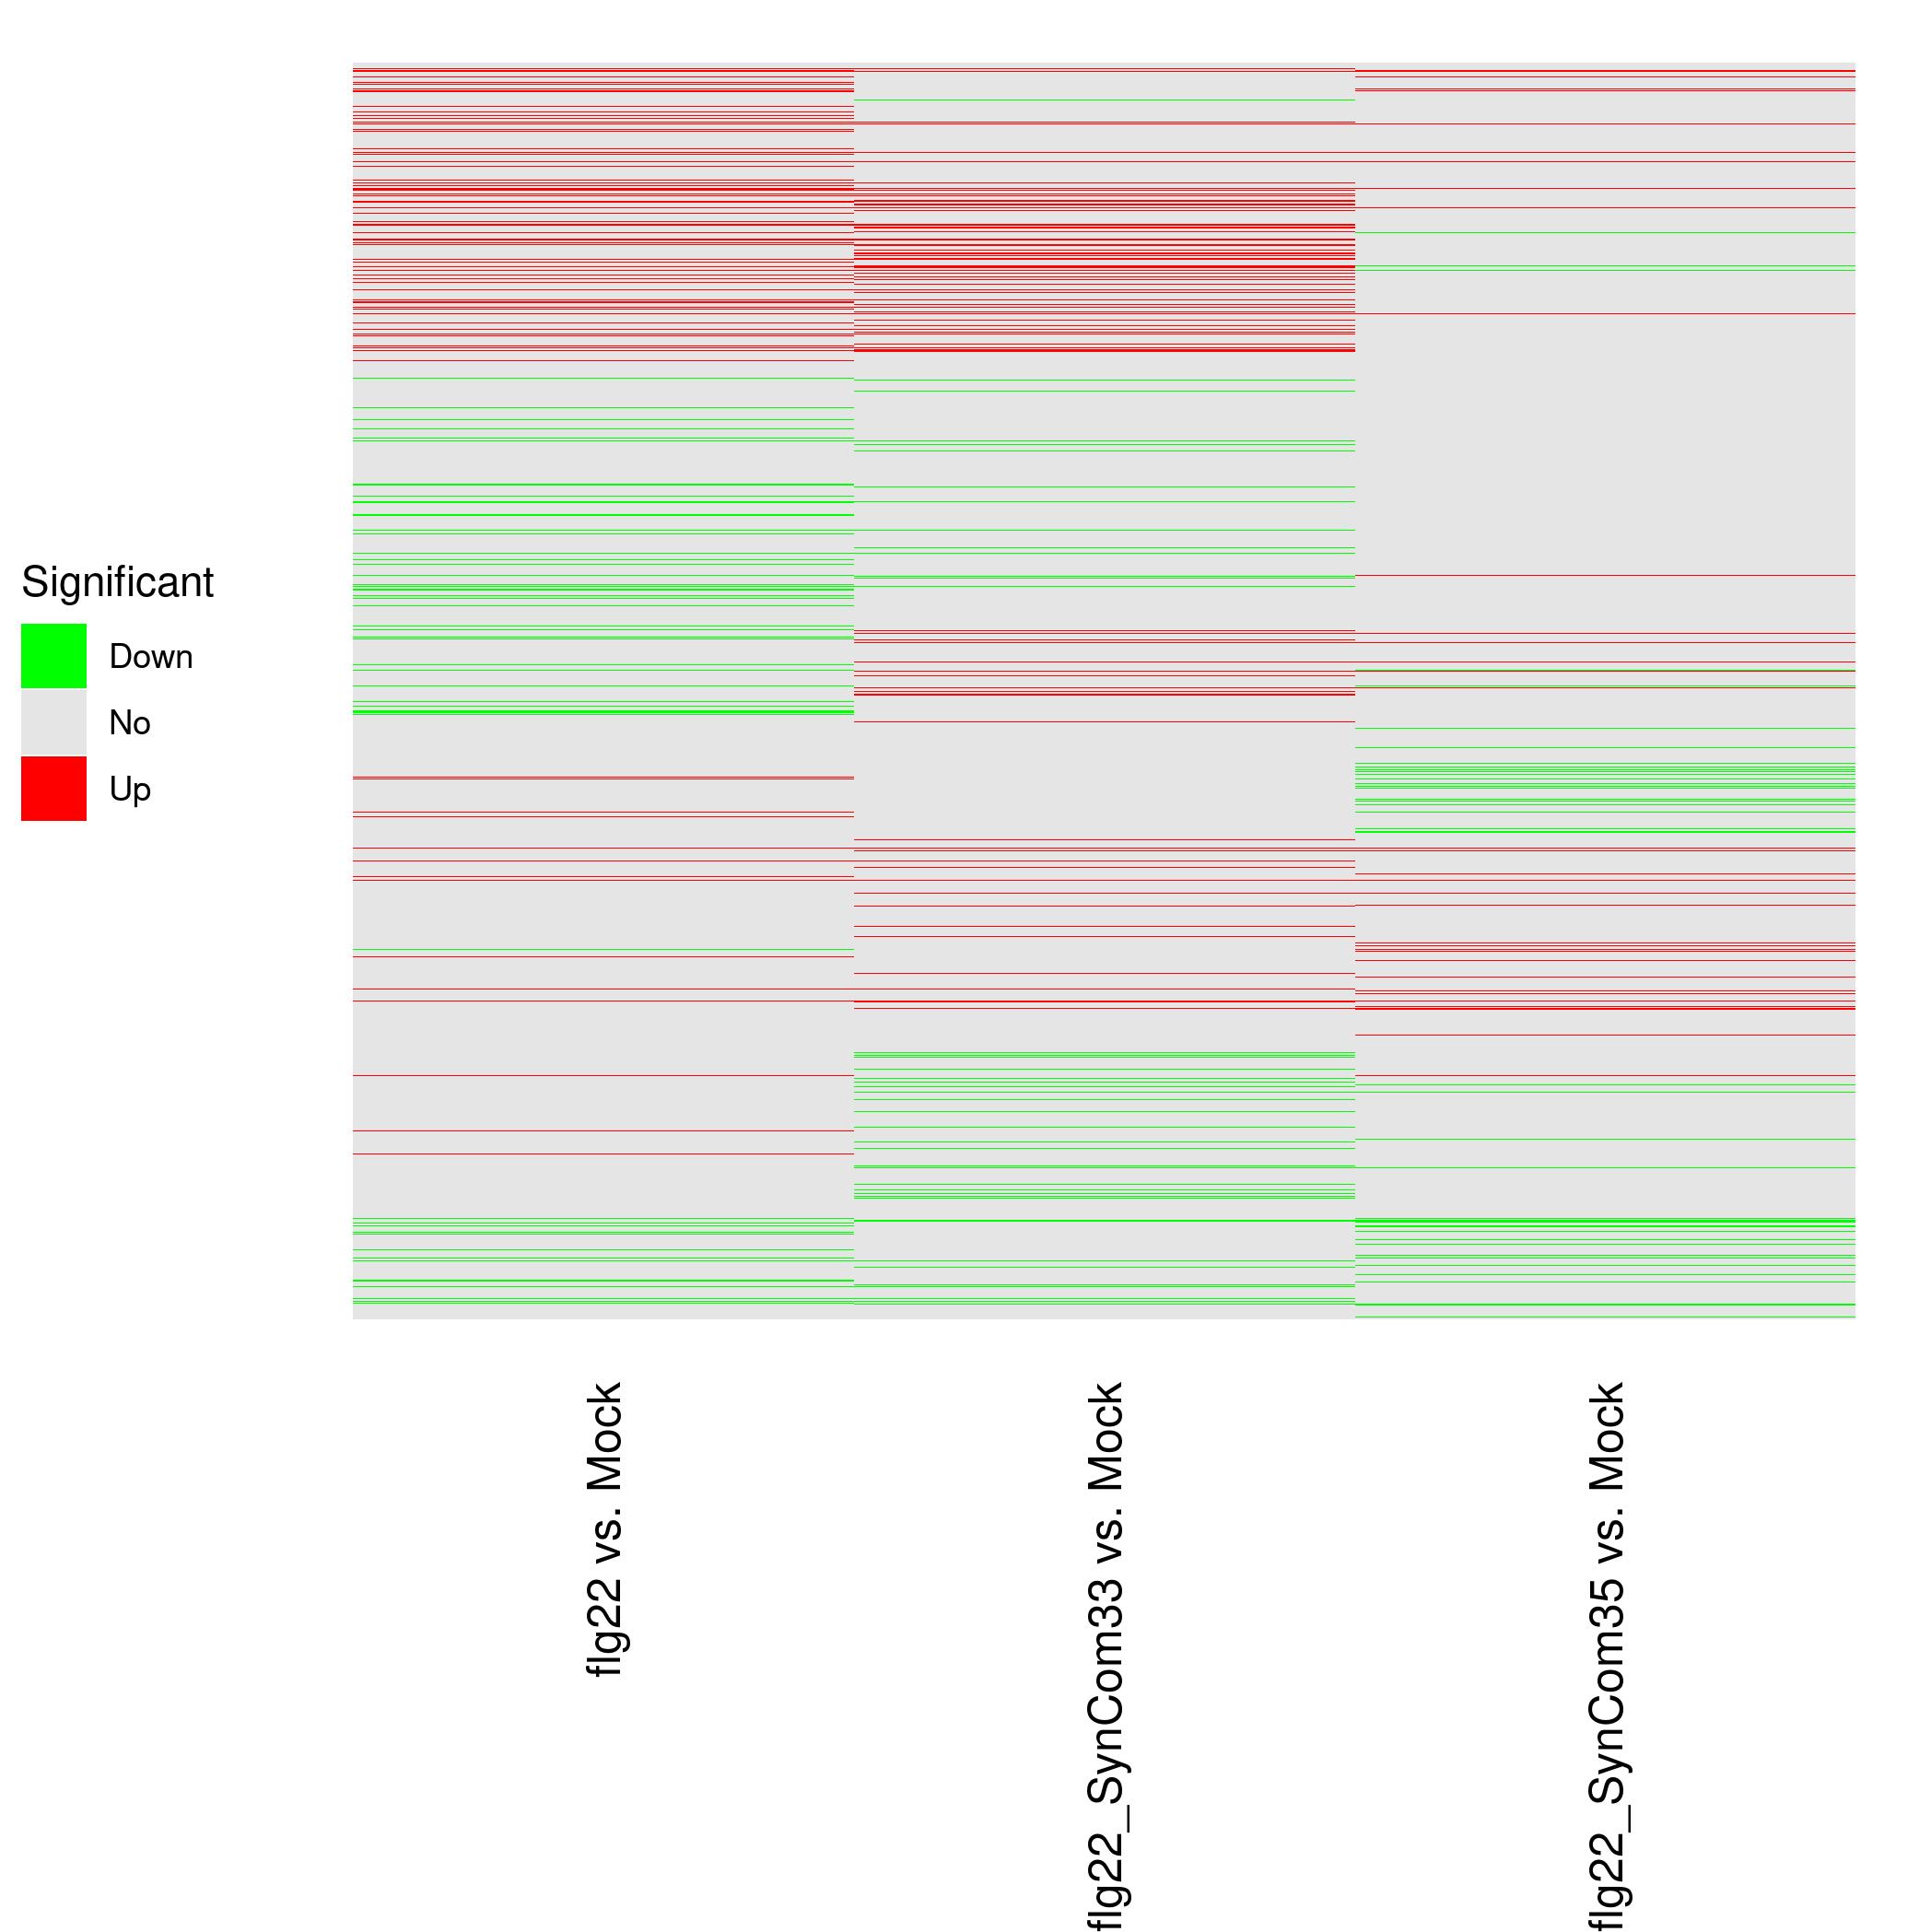 Significant
Down
No
Up
flg22 vs. Mock
flg22_SynCom33 vs. Mock
flg22_SynCom35 vs. Mock